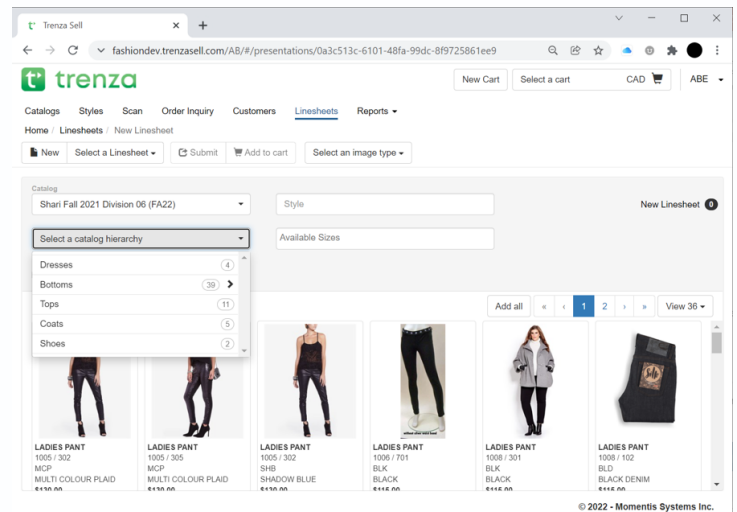 Trenza Sell
fashiondev.trenzasell.com/AB/#/presentations/0a3c513c-6101-48fa-99dc-8f9725861ee9
trenza
New Cart Select a cart CAD ABE
Catalogs Styles Scan Order Inquiry Customers Linesheets Reports
Home / Linesheets / New Linesheet
New Select a Linesheet Submit Add to cart Select an image type
Catalog
Shari Fall 2021 Division 06 (FA22) Style New Linesheet 0
Select a catalog hierarchy Available Sizes
Dresses 4
Bottoms 39
Tops 11
Coats 5
Shoes 2
Add all « ‹ 1 2 › » View 36
LADIES PANT LADIES PANT LADIES PANT LADIES PANT LADIES PANT LADIES PANT
1005 / 302 1005 / 305 1005 / 302 1006 / 701 1008 / 301 1008 / 102
MCP MCP SHB BLK BLK BLD
MULTI COLOUR PLAID MULTI COLOUR PLAID SHADOW BLUE BLACK BLACK BLACK DENIM
$130.00 $130.00 $130.00 $115.00 $115.00 $115.00
© 2022 - Momentis Systems Inc.